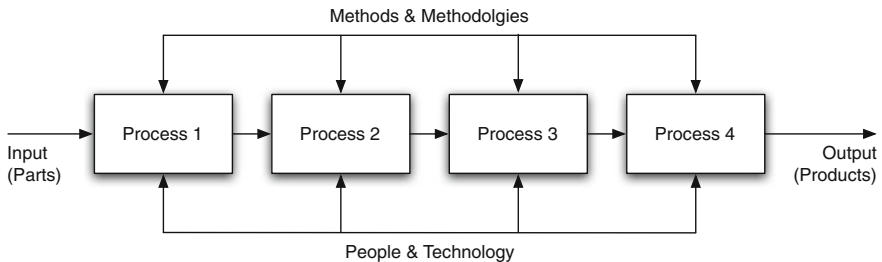 Methods & Methodolgies
Process 1
Process 2
Process 3
Process 4
Input
(Parts)
Output
(Products)
People & Technology